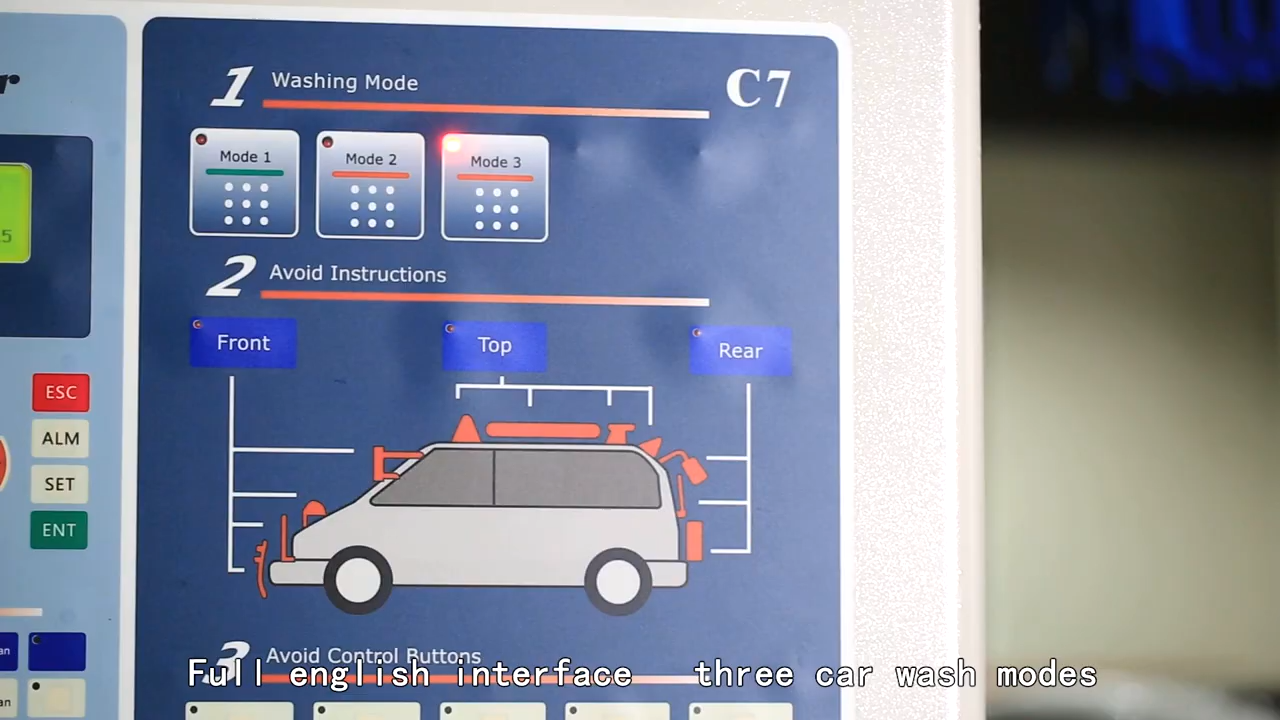 1 Washing Mode
C7
Mode 1
Mode 2
Mode 3
2 Avoid Instructions
Front
Top
Rear
5
ESC
ALM
SET
ENT
3 Avoid Control Buttons
Full english interface three car wash modes